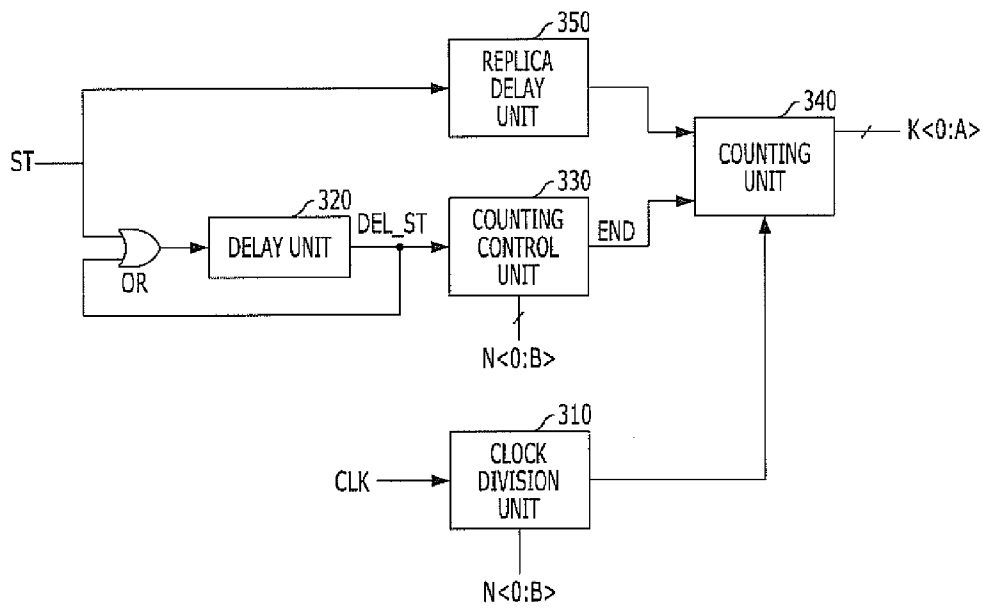 350
REPLICA
DELAY
UNIT
340
COUNTING
UNIT
K<0:A>
ST
320
DELAY UNIT
DEL_ST
OR
330
COUNTING
CONTROL
UNIT
END
N<0:B>
310
CLK
CLOCK
DIVISION
UNIT
N<0:B>